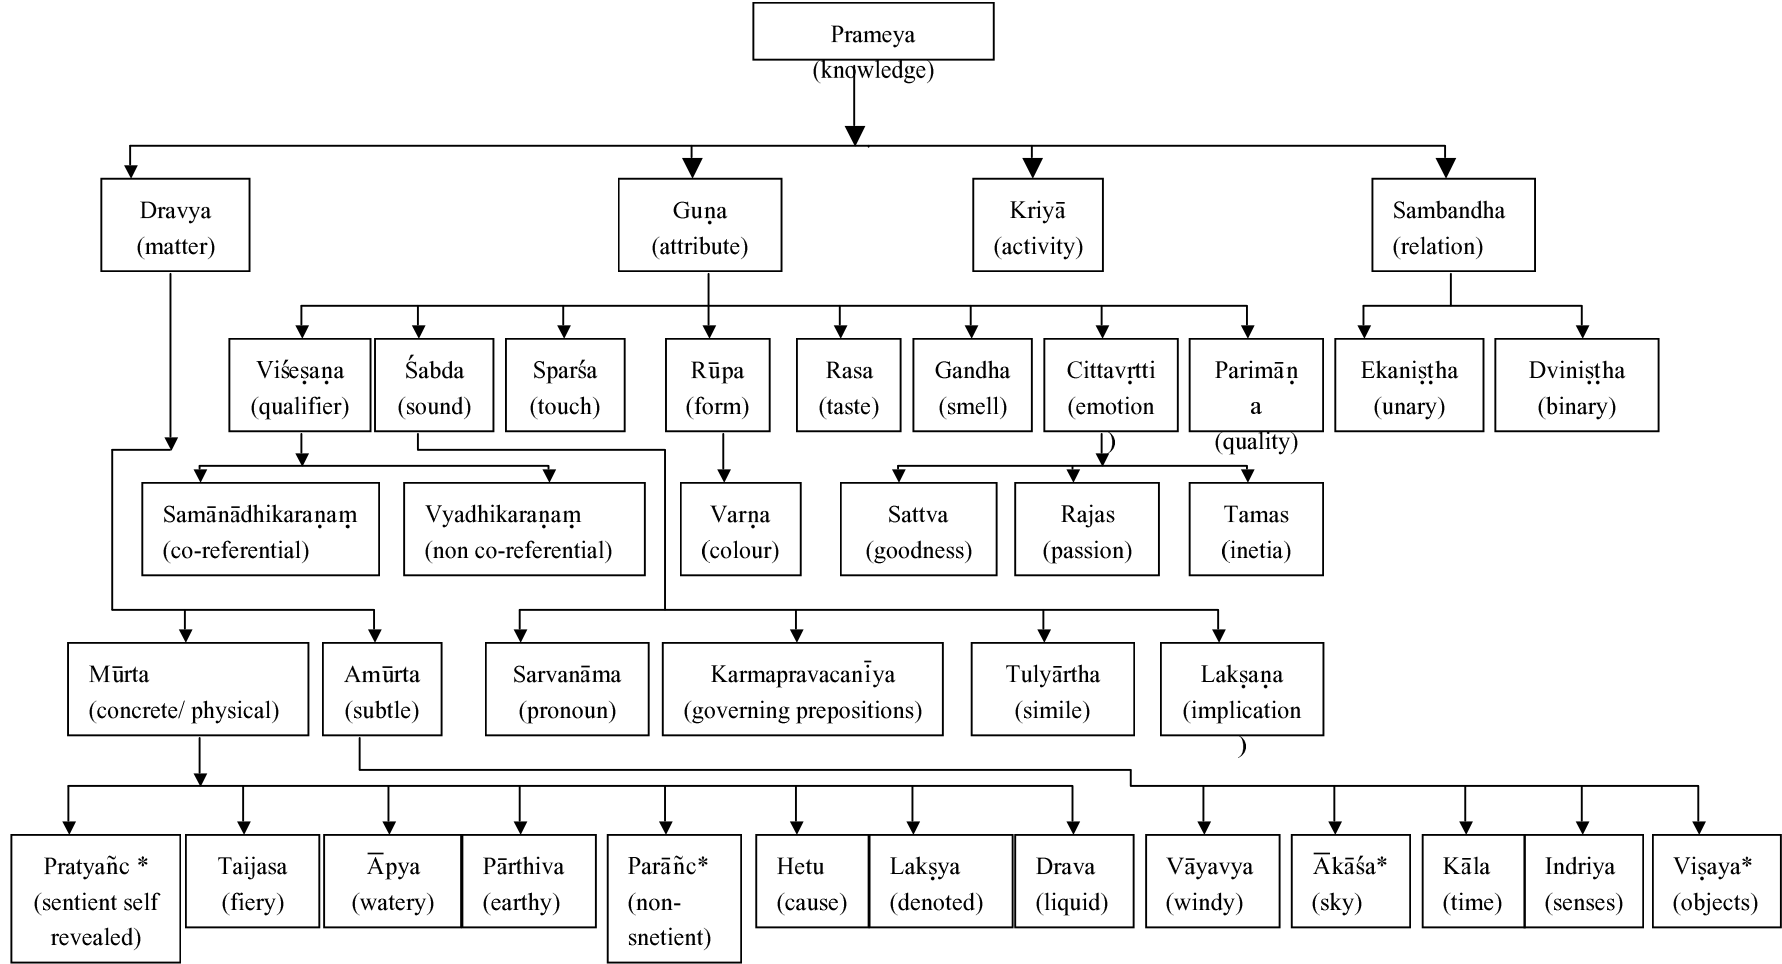 Prameya
(knowledge)
Dravya
(matter)
Guṇa
(attribute)
Kriyā
(activity)
Sambandha
(relation)
Viśeṣaṇa
(qualifier)
Śabda
(sound)
Sparśa
(touch)
Rūpa
(form)
Rasa
(taste)
Gandha
(smell)
Cittavṛtti
(emotion
)
Parimāṇ
a
(quality)
Ekaniṣṭha
(unary)
Dviniṣṭha
(binary)
Samānādhikaraṇaṃ
(co-referential)
Vyadhikaraṇaṃ
(non co-referential)
Varṇa
(colour)
Sattva
(goodness)
Rajas
(passion)
Tamas
(inetia)
Mūrta
(concrete/ physical)
Amūrta
(subtle)
Sarvanāma
(pronoun)
Karmapravacanīya
(governing prepositions)
Tulyārtha
(simile)
Lakṣaṇa
(implication
)
Pratyañc *
(sentient self
revealed)
Taijasa
(fiery)
Āpya
(watery)
Pārthiva
(earthy)
Parāñc*
(non-
snetient)
Hetu
(cause)
Lakṣya
(denoted)
Drava
(liquid)
Vāyavya
(windy)
Ākāśa*
(sky)
Kāla
(time)
Indriya
(senses)
Viṣaya*
(objects)